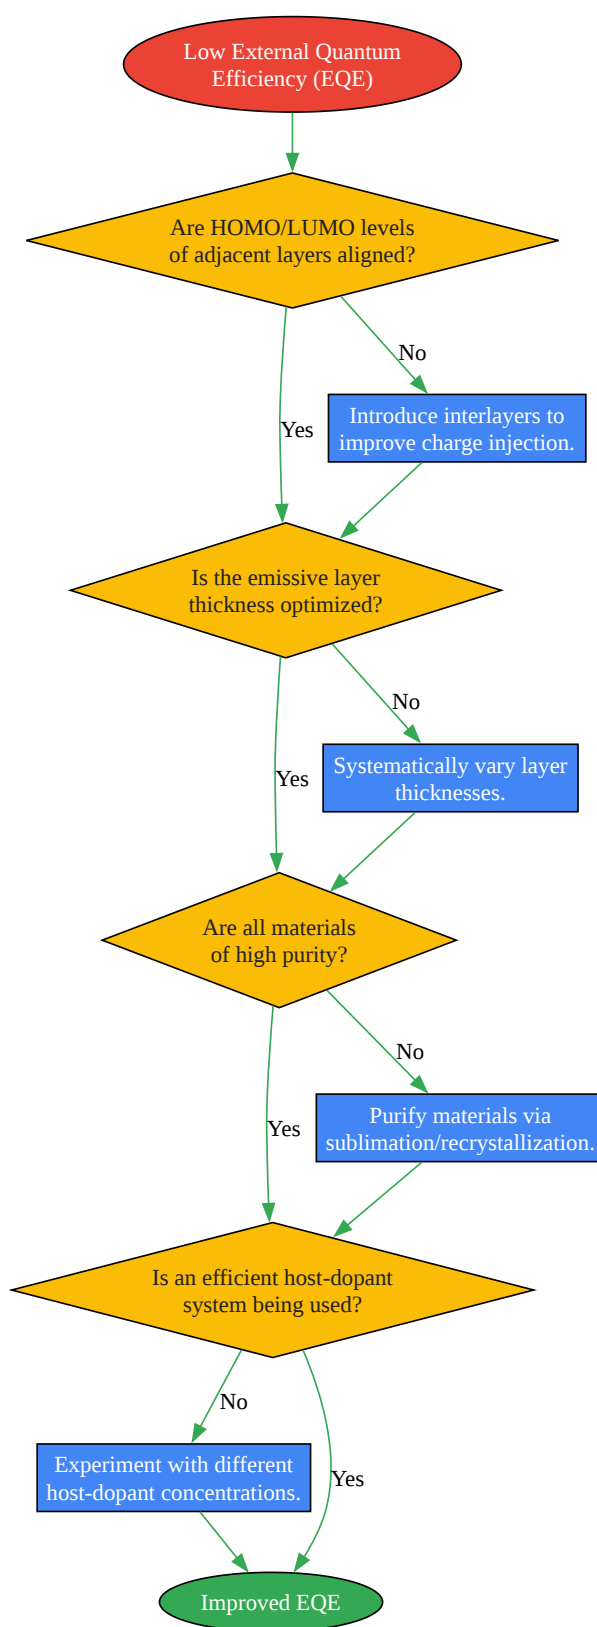 Low External Quantum
Efficiency (EQE)
Are HOMO/LUMO levels
of adjacent layers aligned?
No
Yes
Introduce interlayers to
improve charge injection.
Is the emissive layer
thickness optimized?
No
Yes
Systematically vary layer
thicknesses.
Are all materials
of high purity?
No
Yes
Purify materials via
sublimation/recrystallization.
Is an efficient host-dopant
system being used?
No
Yes
Experiment with different
host-dopant concentrations.
Improved EQE